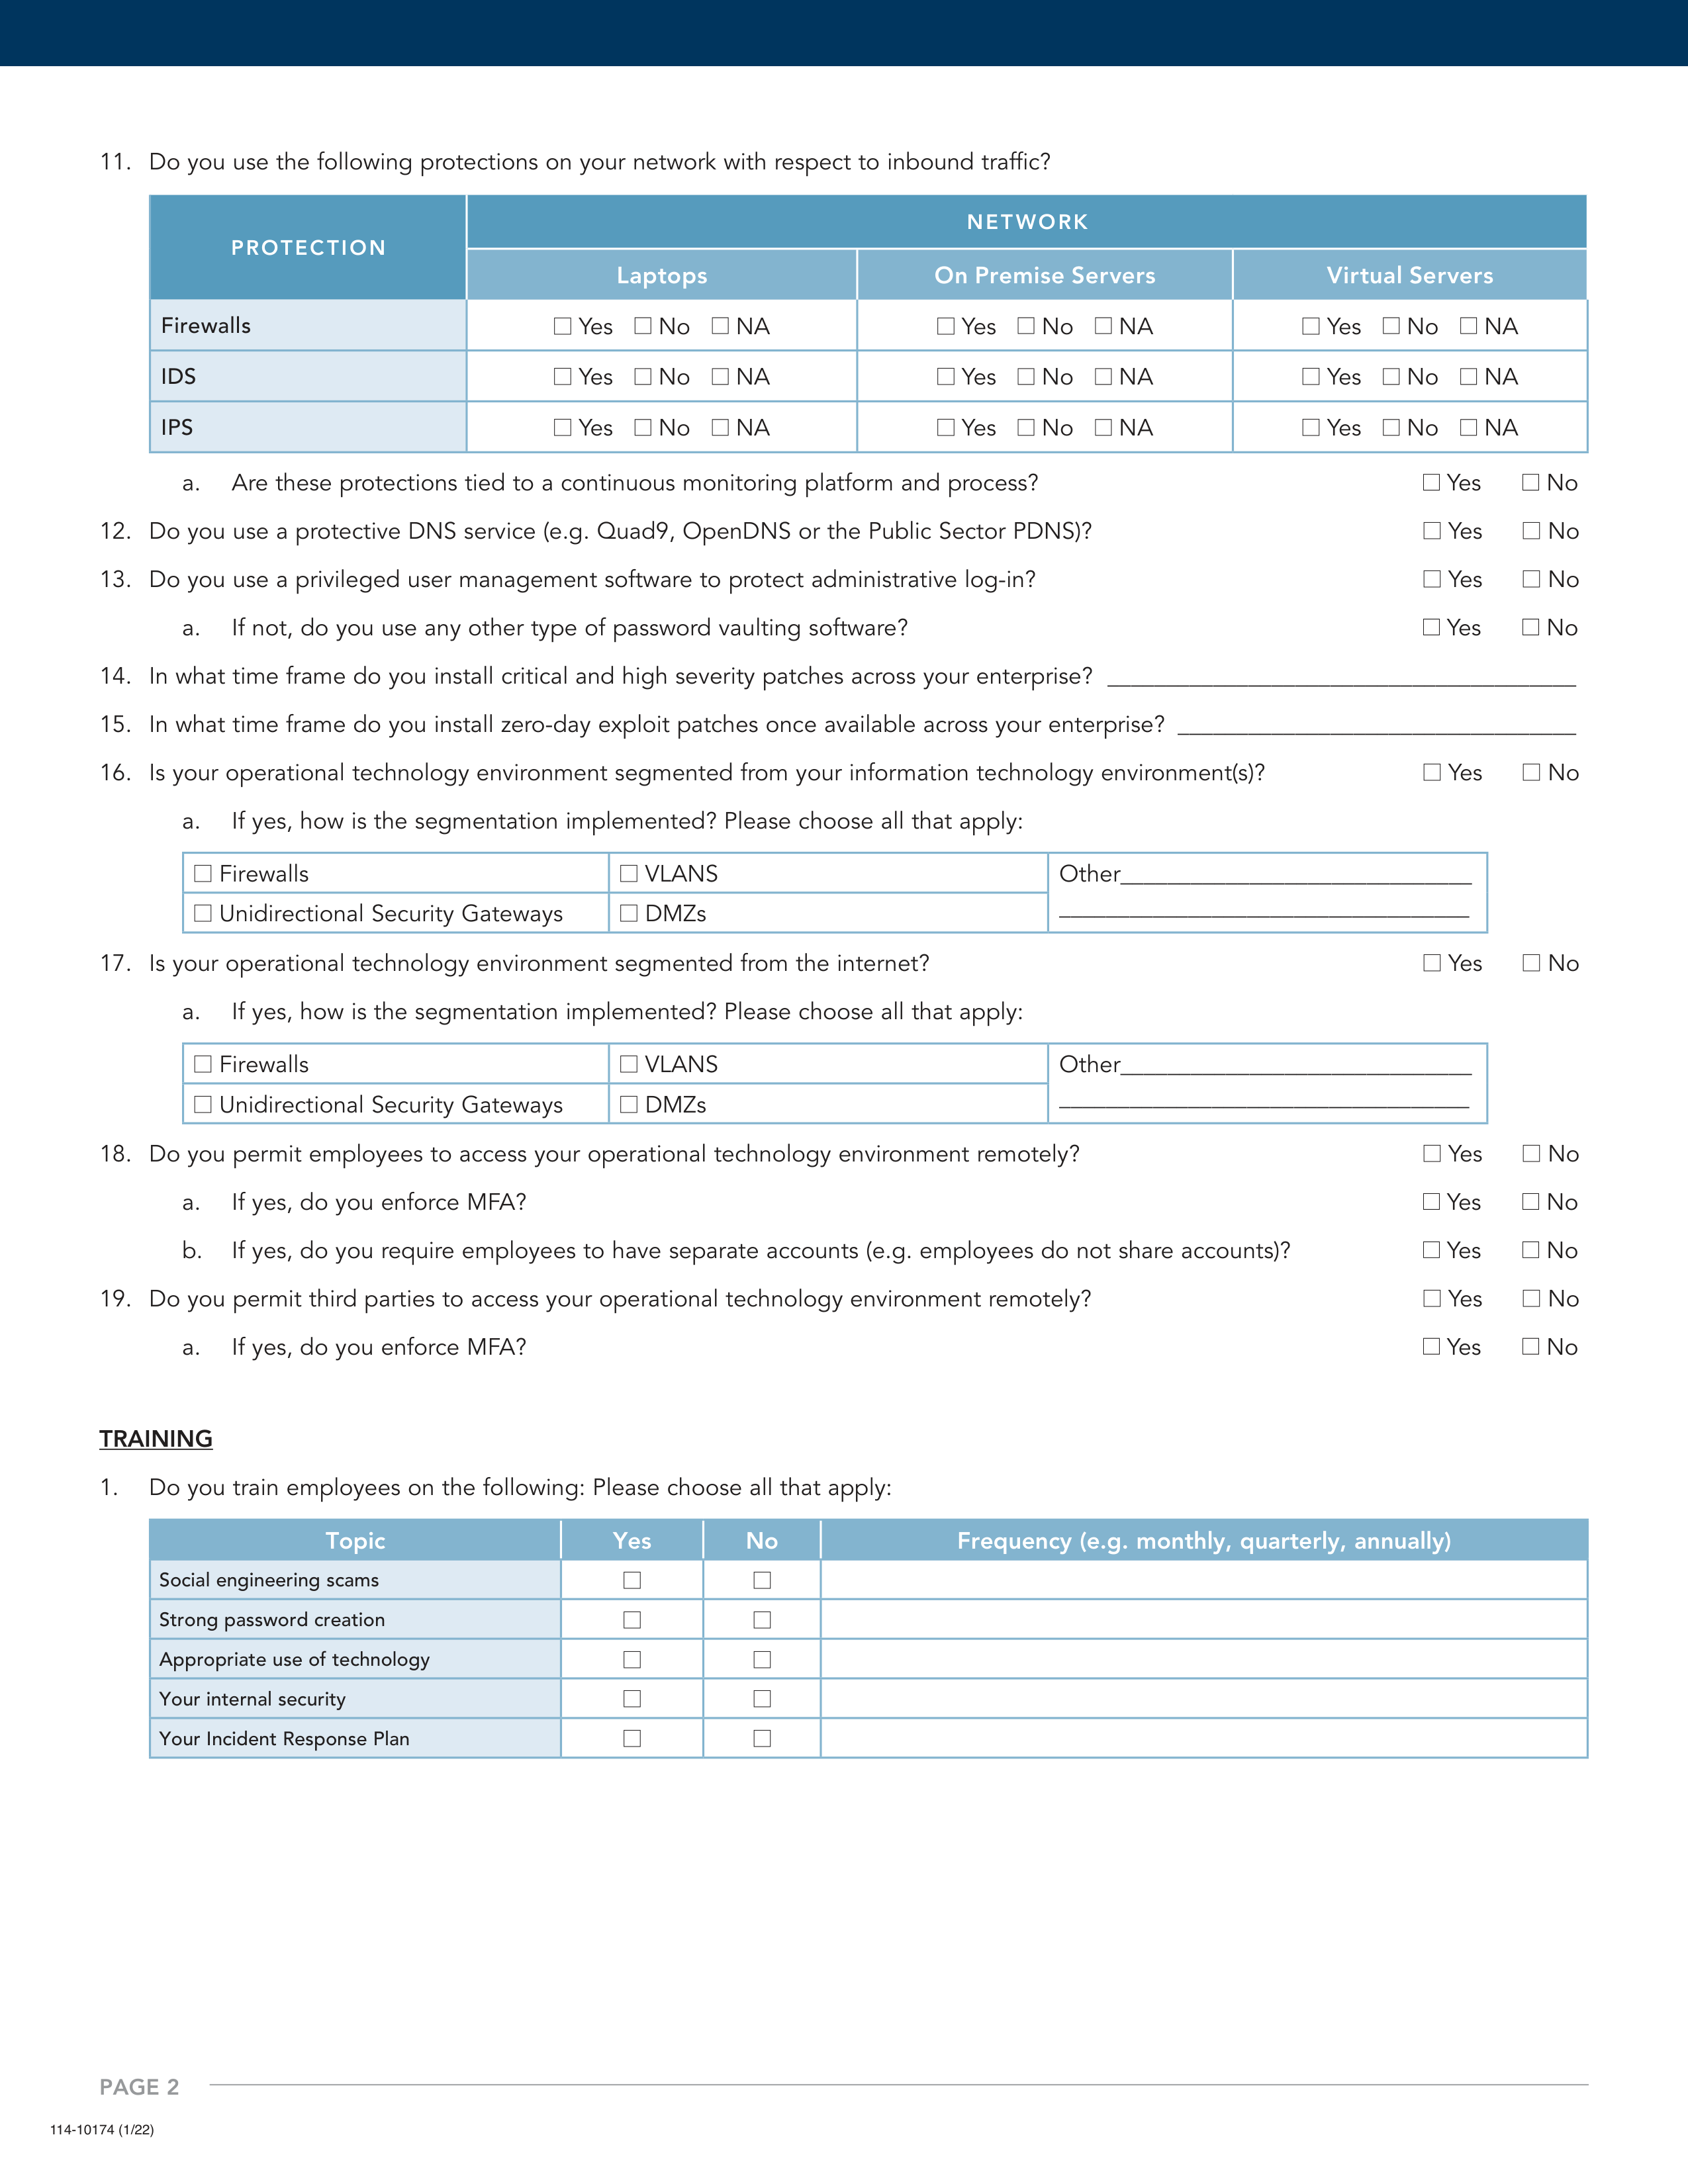 11. Do you use the following protections on your network with respect to inbound traffic?
PROTECTION
NETWORK
Laptops On Premise Servers Virtual Servers
Firewalls ☐ Yes ☐ No ☐ NA ☐ Yes ☐ No ☐ NA ☐ Yes ☐ No ☐ NA
IDS ☐ Yes ☐ No ☐ NA ☐ Yes ☐ No ☐ NA ☐ Yes ☐ No ☐ NA
IPS ☐ Yes ☐ No ☐ NA ☐ Yes ☐ No ☐ NA ☐ Yes ☐ No ☐ NA
a. Are these protections tied to a continuous monitoring platform and process? ☐ Yes ☐ No
12. Do you use a protective DNS service (e.g. Quad9, OpenDNS or the Public Sector PDNS)? ☐ Yes ☐ No
13. Do you use a privileged user management software to protect administrative log-in? ☐ Yes ☐ No
a. If not, do you use any other type of password vaulting software? ☐ Yes ☐ No
14. In what time frame do you install critical and high severity patches across your enterprise? ____________________
15. In what time frame do you install zero-day exploit patches once available across your enterprise? ____________________
16. Is your operational technology environment segmented from your information technology environment(s)? ☐ Yes ☐ No
a. If yes, how is the segmentation implemented? Please choose all that apply:
☐ Firewalls ☐ VLANS Other____________________
☐ Unidirectional Security Gateways ☐ DMZs ____________________
17. Is your operational technology environment segmented from the internet? ☐ Yes ☐ No
a. If yes, how is the segmentation implemented? Please choose all that apply:
☐ Firewalls ☐ VLANS Other____________________
☐ Unidirectional Security Gateways ☐ DMZs ____________________
18. Do you permit employees to access your operational technology environment remotely? ☐ Yes ☐ No
a. If yes, do you enforce MFA? ☐ Yes ☐ No
b. If yes, do you require employees to have separate accounts (e.g. employees do not share accounts)? ☐ Yes ☐ No
19. Do you permit third parties to access your operational technology environment remotely? ☐ Yes ☐ No
a. If yes, do you enforce MFA? ☐ Yes ☐ No
TRAINING
1. Do you train employees on the following: Please choose all that apply:
Topic Yes No Frequency (e.g. monthly, quarterly, annually)
Social engineering scams ☐ ☐
Strong password creation ☐ ☐
Appropriate use of technology ☐ ☐
Your internal security ☐ ☐
Your Incident Response Plan ☐ ☐
PAGE 2
114-10174 (1/22)